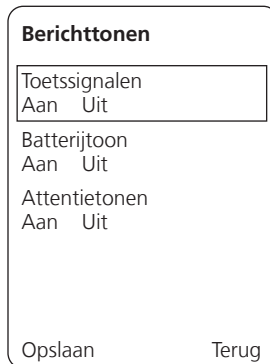 Berichttonen
Toetssignalen
Aan Uit
Batterijtoon
Aan Uit
Attentietonen
Aan Uit
Opslaan Terug